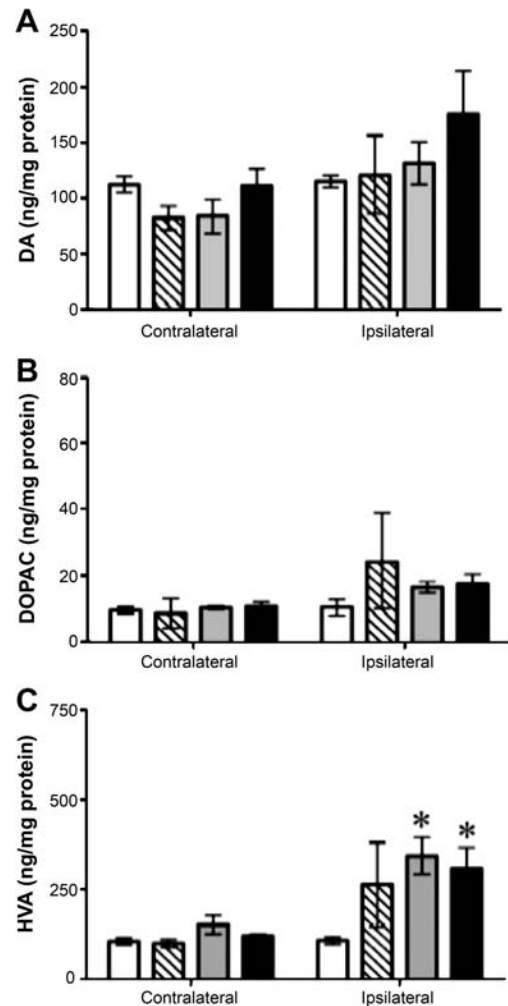 A
DA (ng/mg protein)
250
200
150
100
50
0
Contralateral Ipsilateral
B
DOPAC (ng/mg protein)
80
60
40
20
0
Contralateral Ipsilateral
C
HVA (ng/mg protein)
750
500
250
0
* *
Contralateral Ipsilateral